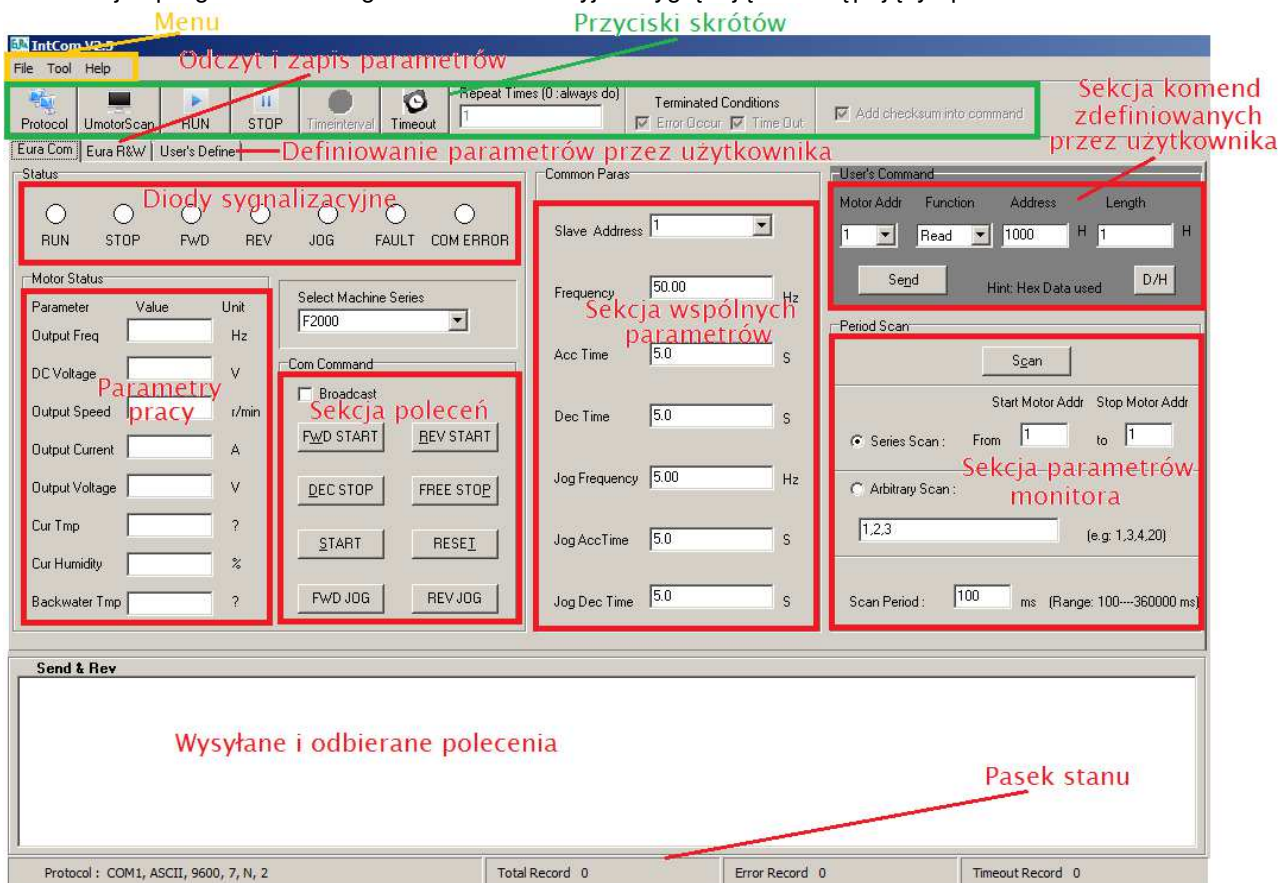 Menu
Przyciski skrótów
IntCom V2.3
File Tool Help
Odczyt i zapis parametrów
Sekcja komend
zdefiniowanych
przez użytkownika
Protocol UmotorScan RUN STOP Timeinterval Timeout
Repeat Times (0 :always do)
1
Terminated Conditions
Error Occur Time Out
Add checksum into command
Eura Com Eura R&W User's Define
Definiowanie parametrów przez użytkownika
Status
Diody sygnalizacyjne
RUN STOP FWD REV JOG FAULT COM ERROR
Motor Status
Parameter Value Unit
Output Freq Hz
DC Voltage V
Output Speed r/min
Output Current A
Output Voltage V
Cur Tmp ?
Cur Humidity %
Backwater Tmp ?
Parametry
pracy
Select Machine Series
F2000
Com Command
Broadcast
Sekcja poleceń
FWD START REV START
DEC STOP FREE STOP
START RESET
FWD JOG REV JOG
Common Paras
Slave Addrress 1
Frequency 50.00 Hz
Sekcja wspólnych
parametrów
Acc Time 5.0 S
Dec Time 5.0 S
Jog Frequency 5.00 Hz
Jog AccTime 5.0 S
Jog Dec Time 5.0 S
User's Command
Motor Addr Function Address Length
1 Read 1000 H 1 H
Send Hint: Hex Data used D/H
Period Scan
Scan
Start Motor Addr Stop Motor Addr
Series Scan : From 1 to 1
Sekcja parametrów
monitora
Arbitrary Scan :
1,2,3 (e.g: 1,3,4,20)
Scan Period : 100 ms (Range: 100----360000 ms)
Send & Rev
Wysyłane i odbierane polecenia
Pasek stanu
Protocol : COM1, ASCII, 9600, 7, N, 2
Total Record 0
Error Record 0
Timeout Record 0